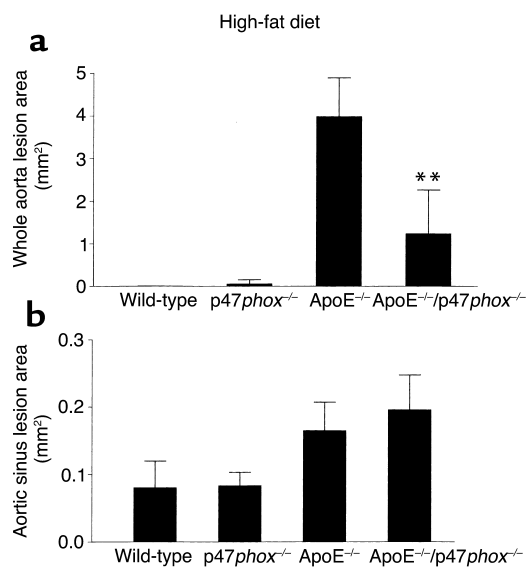 High-fat diet
a
Whole aorta lesion area
(mm²)
5
4
3
2
1
0
**
Wild-type p47phox⁻/⁻ ApoE⁻/⁻ ApoE⁻/⁻/p47phox⁻/⁻
b
Aortic sinus lesion area
(mm²)
0.3
0.2
0.1
0.0
Wild-type p47phox⁻/⁻ ApoE⁻/⁻ ApoE⁻/⁻/p47phox⁻/⁻